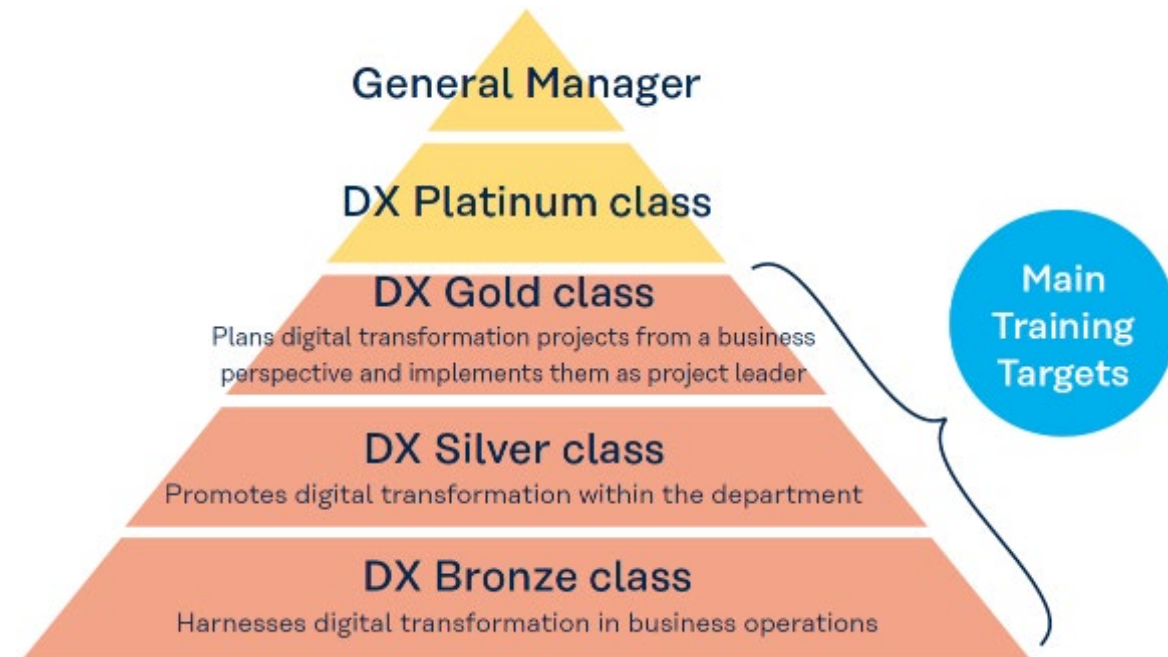 General Manager
DX Platinum class
DX Gold class
Plans digital transformation projects from a business
perspective and implements them as project leader
DX Silver class
Promotes digital transformation within the department
DX Bronze class
Harnesses digital transformation in business operations
Main
Training
Targets